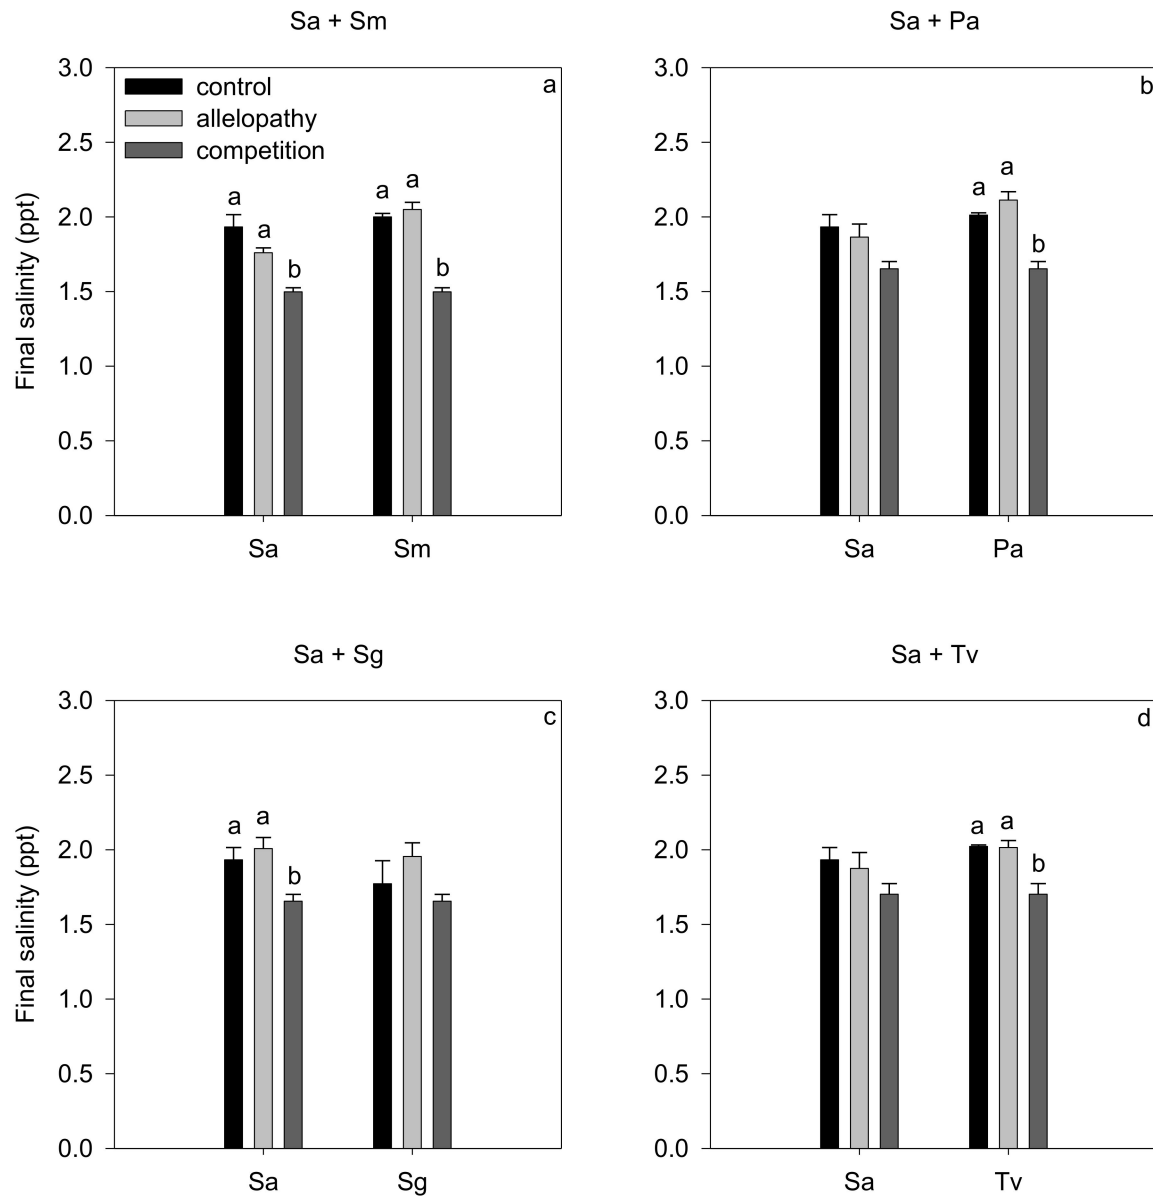 Sa + Sm
Sa + Pa
3.0
2.5
2.0
1.5
1.0
0.5
0.0
Final salinity (ppt)
control
allelopathy
competition
a
a
a
b
a
a
b
Sa
Sm
3.0
2.5
2.0
1.5
1.0
0.5
0.0
b
a
a
b
Sa
Pa
Sa + Sg
Sa + Tv
3.0
2.5
2.0
1.5
1.0
0.5
0.0
Final salinity (ppt)
c
a
a
b
Sa
Sg
3.0
2.5
2.0
1.5
1.0
0.5
0.0
d
a
a
b
Sa
Tv